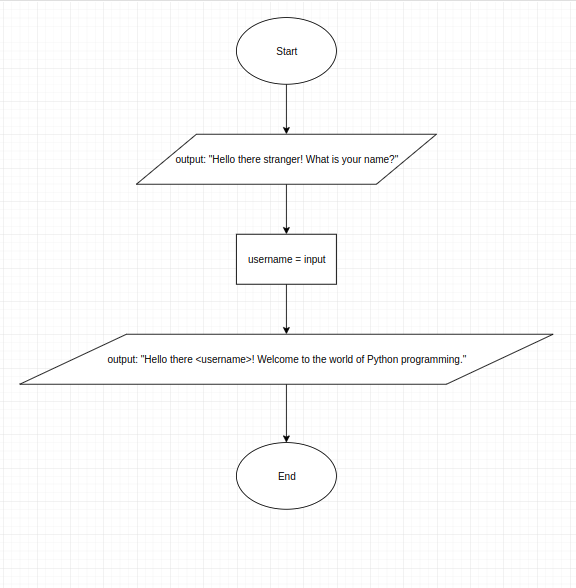 Start
output: "Hello there stranger! What is your name?"
username = input
output: "Hello there <username>! Welcome to the world of Python programming."
End